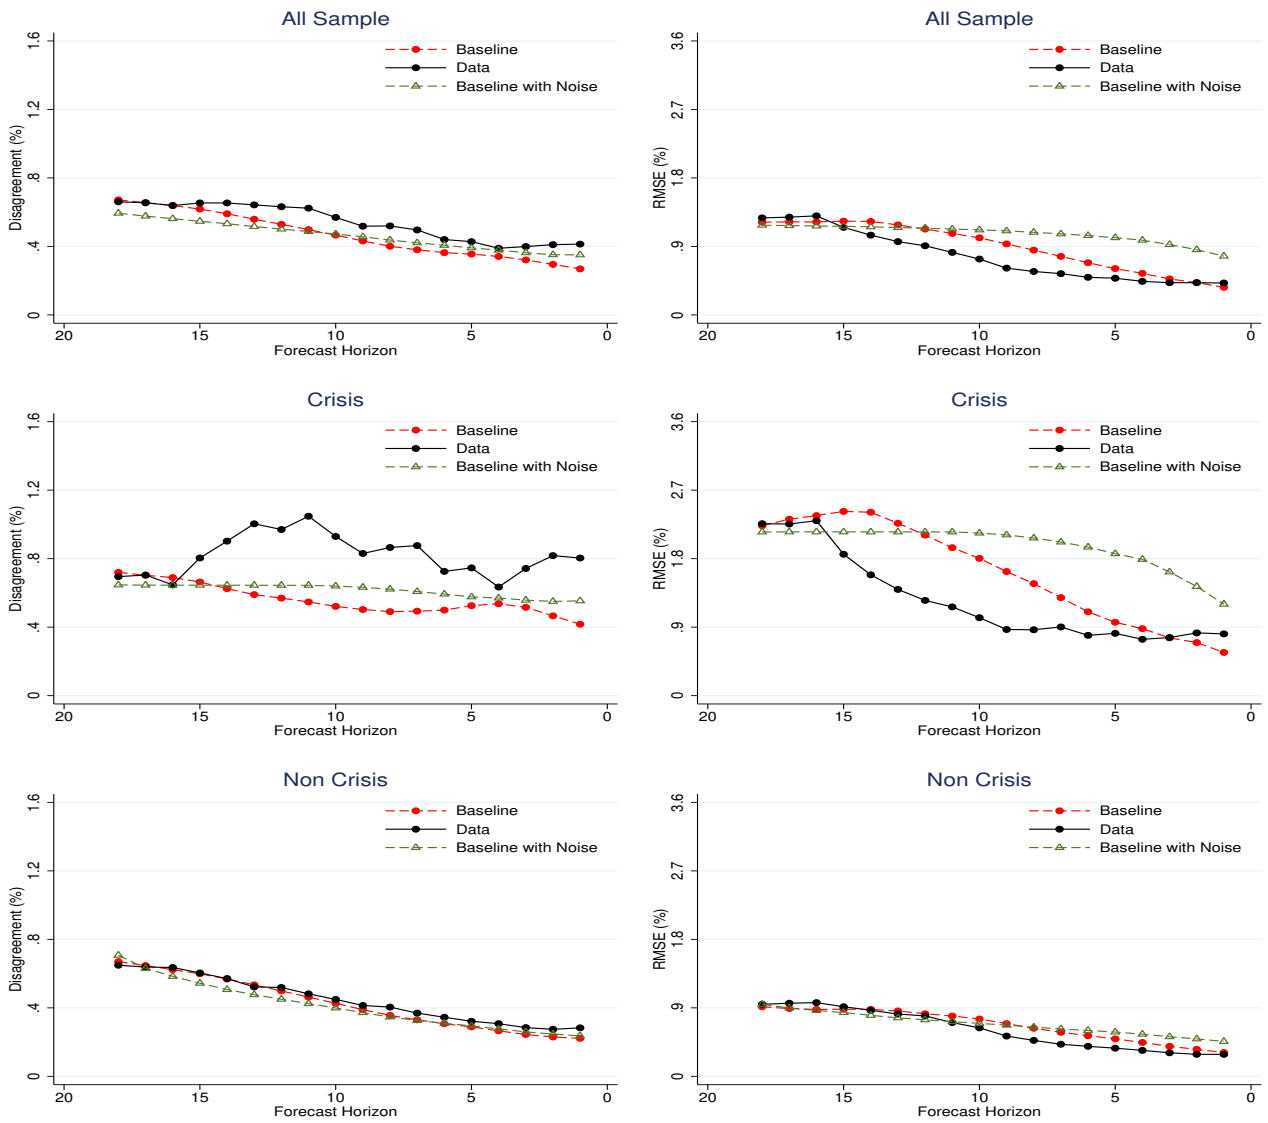 All Sample
Disagreement (%)
1.6
1.2
.8
.4
0
Baseline
Data
Baseline with Noise
20 15 10 5 0
Forecast Horizon
All Sample
RMSE (%)
3.6
2.7
1.8
.9
0
Baseline
Data
Baseline with Noise
20 15 10 5 0
Forecast Horizon
Crisis
Disagreement (%)
1.6
1.2
.8
.4
0
Baseline
Data
Baseline with Noise
20 15 10 5 0
Forecast Horizon
Crisis
RMSE (%)
3.6
2.7
1.8
.9
0
Baseline
Data
Baseline with Noise
20 15 10 5 0
Forecast Horizon
Non Crisis
Disagreement (%)
1.6
1.2
.8
.4
0
Baseline
Data
Baseline with Noise
20 15 10 5 0
Forecast Horizon
Non Crisis
RMSE (%)
3.6
2.7
1.8
.9
0
Baseline
Data
Baseline with Noise
20 15 10 5 0
Forecast Horizon